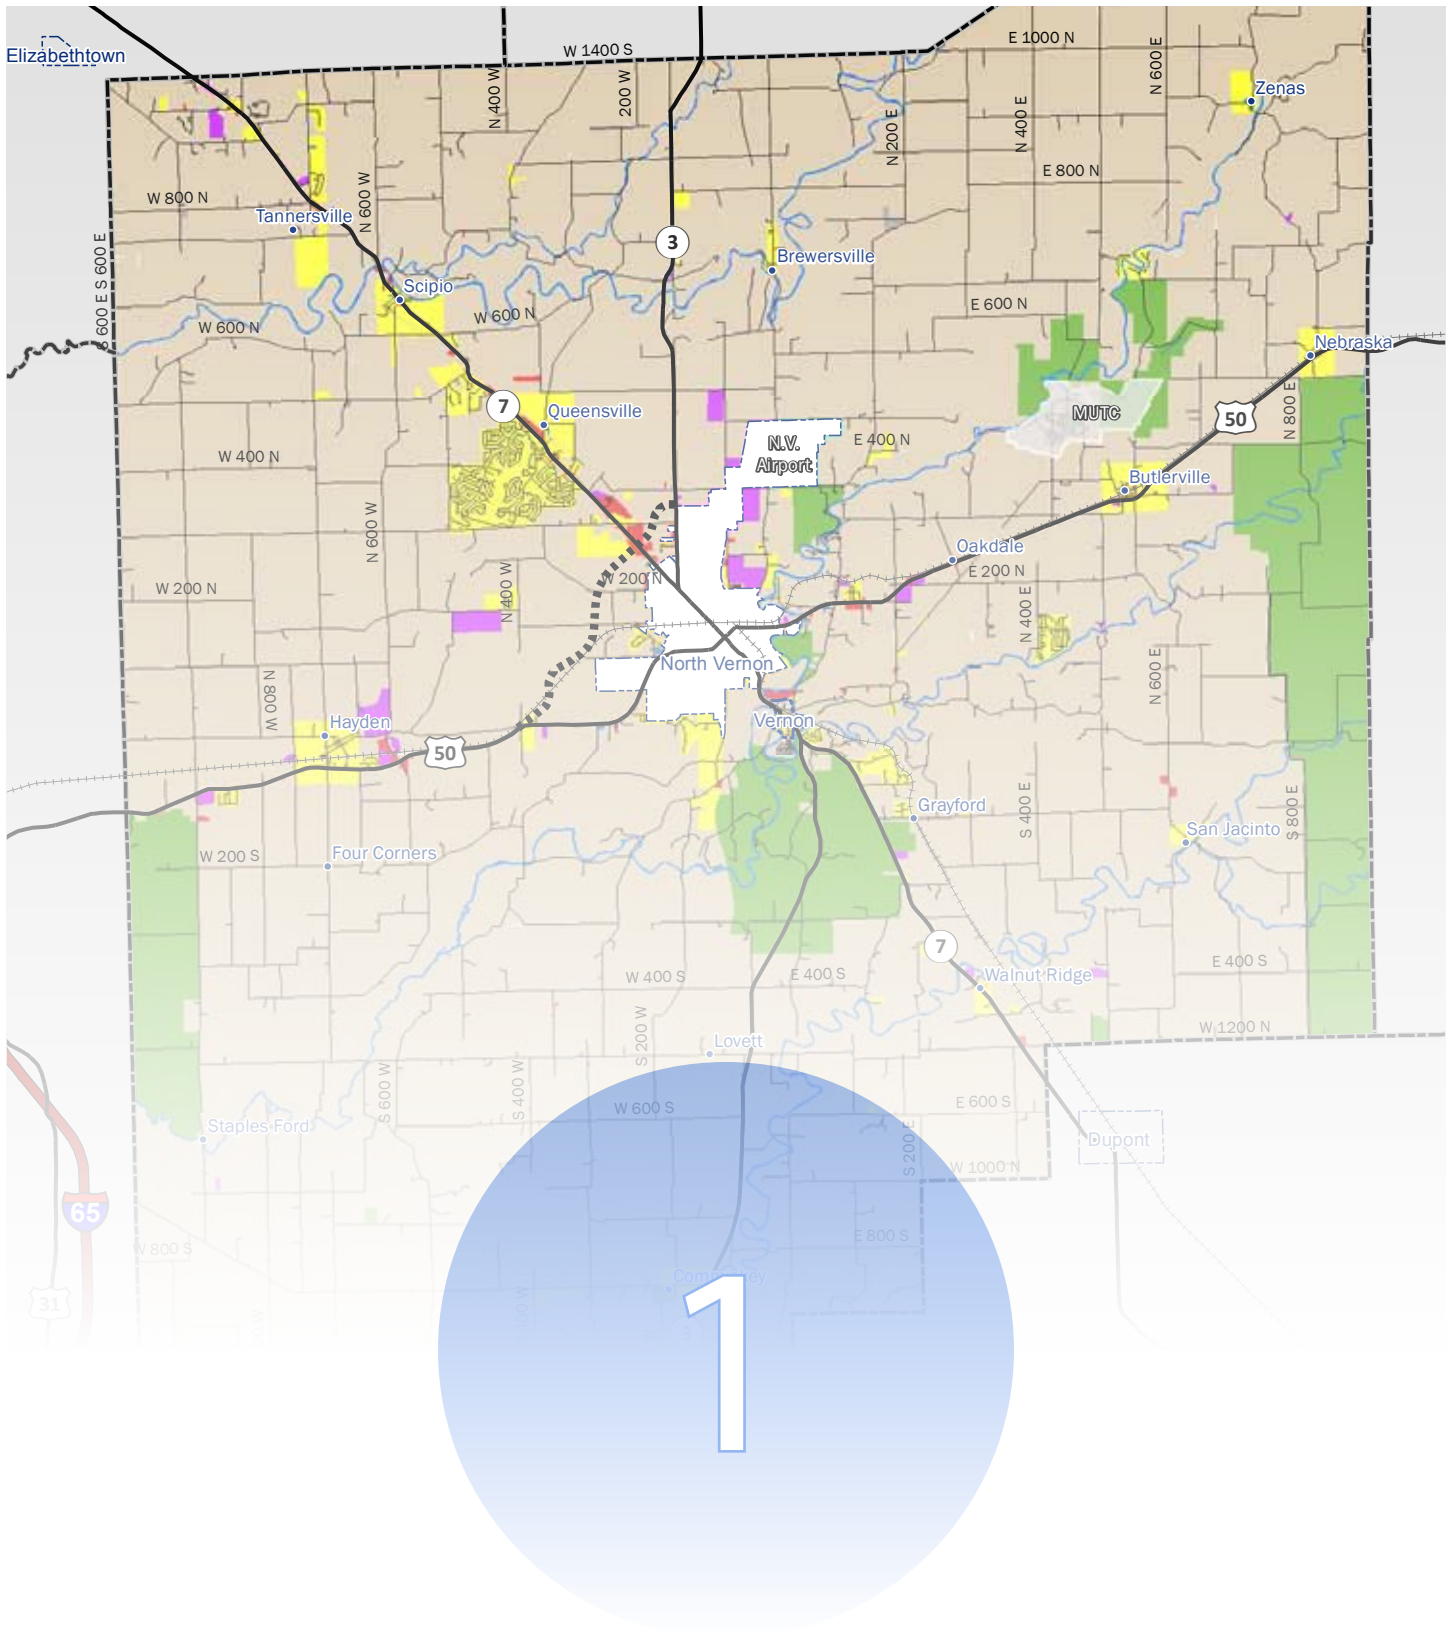 W 1400 S
E 1000 N
Elizabethtown
N 600 E
Zenas
N 400 W
200 W
N 200 E
N 400 E
E 800 N
W 800 N
N 600 W
Tannersville
3
Brewersville
S 600 E S 600 E
Scipio
E 600 N
W 600 N
W 600 N
Nebraska
7
Queensville
MUTC
50
N 800 E
N.V.
Airport
E 400 N
W 400 N
Butlerville
N 600 W
Oakdale
E 200 N
W 200 N
W 200 N
N 400 W
N 400 E
North Vernon
N 600 E
N 800 W
Hayden
Vernon
50
Grayford
S 400 E
S 800 E
San Jacinto
Four Corners
W 200 S
7
E 400 S
W 400 S
E 400 S
Walnut Ridge
W 1200 N
S 200 W
Lovett
S 600 W
S 400 W
W 600 S
E 600 S
Staples Ford
S 200 E
Dupont
W 1000 N
65
E 800 S
W 800 S
31
1